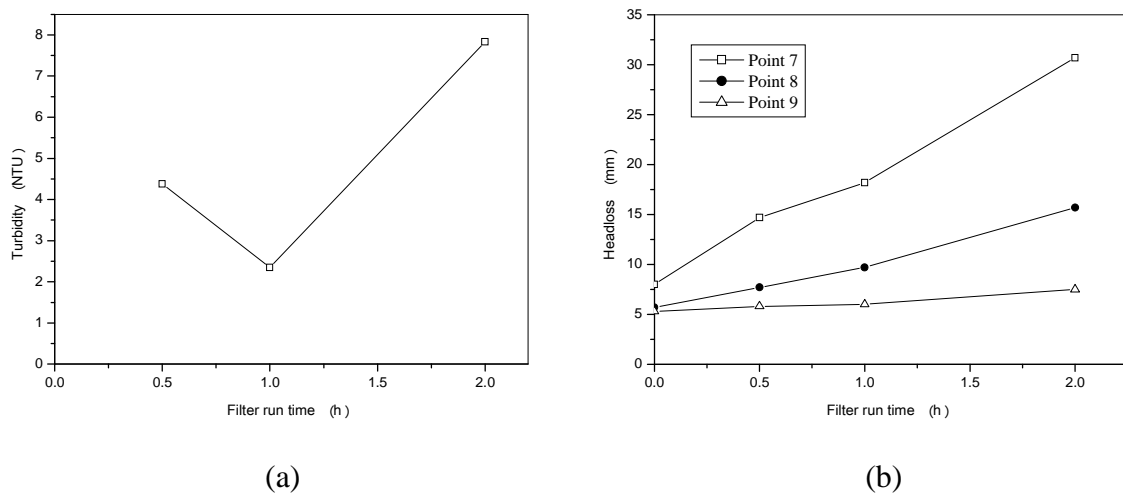 8
7
6
5
4
3
2
1
0
Turbidity (NTU)
0.0 0.5 1.0 1.5 2.0
Filter run time (h)
(a)
35
30
25
20
15
10
5
0
Headloss (mm)
Point 7
Point 8
Point 9
0.0 0.5 1.0 1.5 2.0
Filter run time (h)
(b)